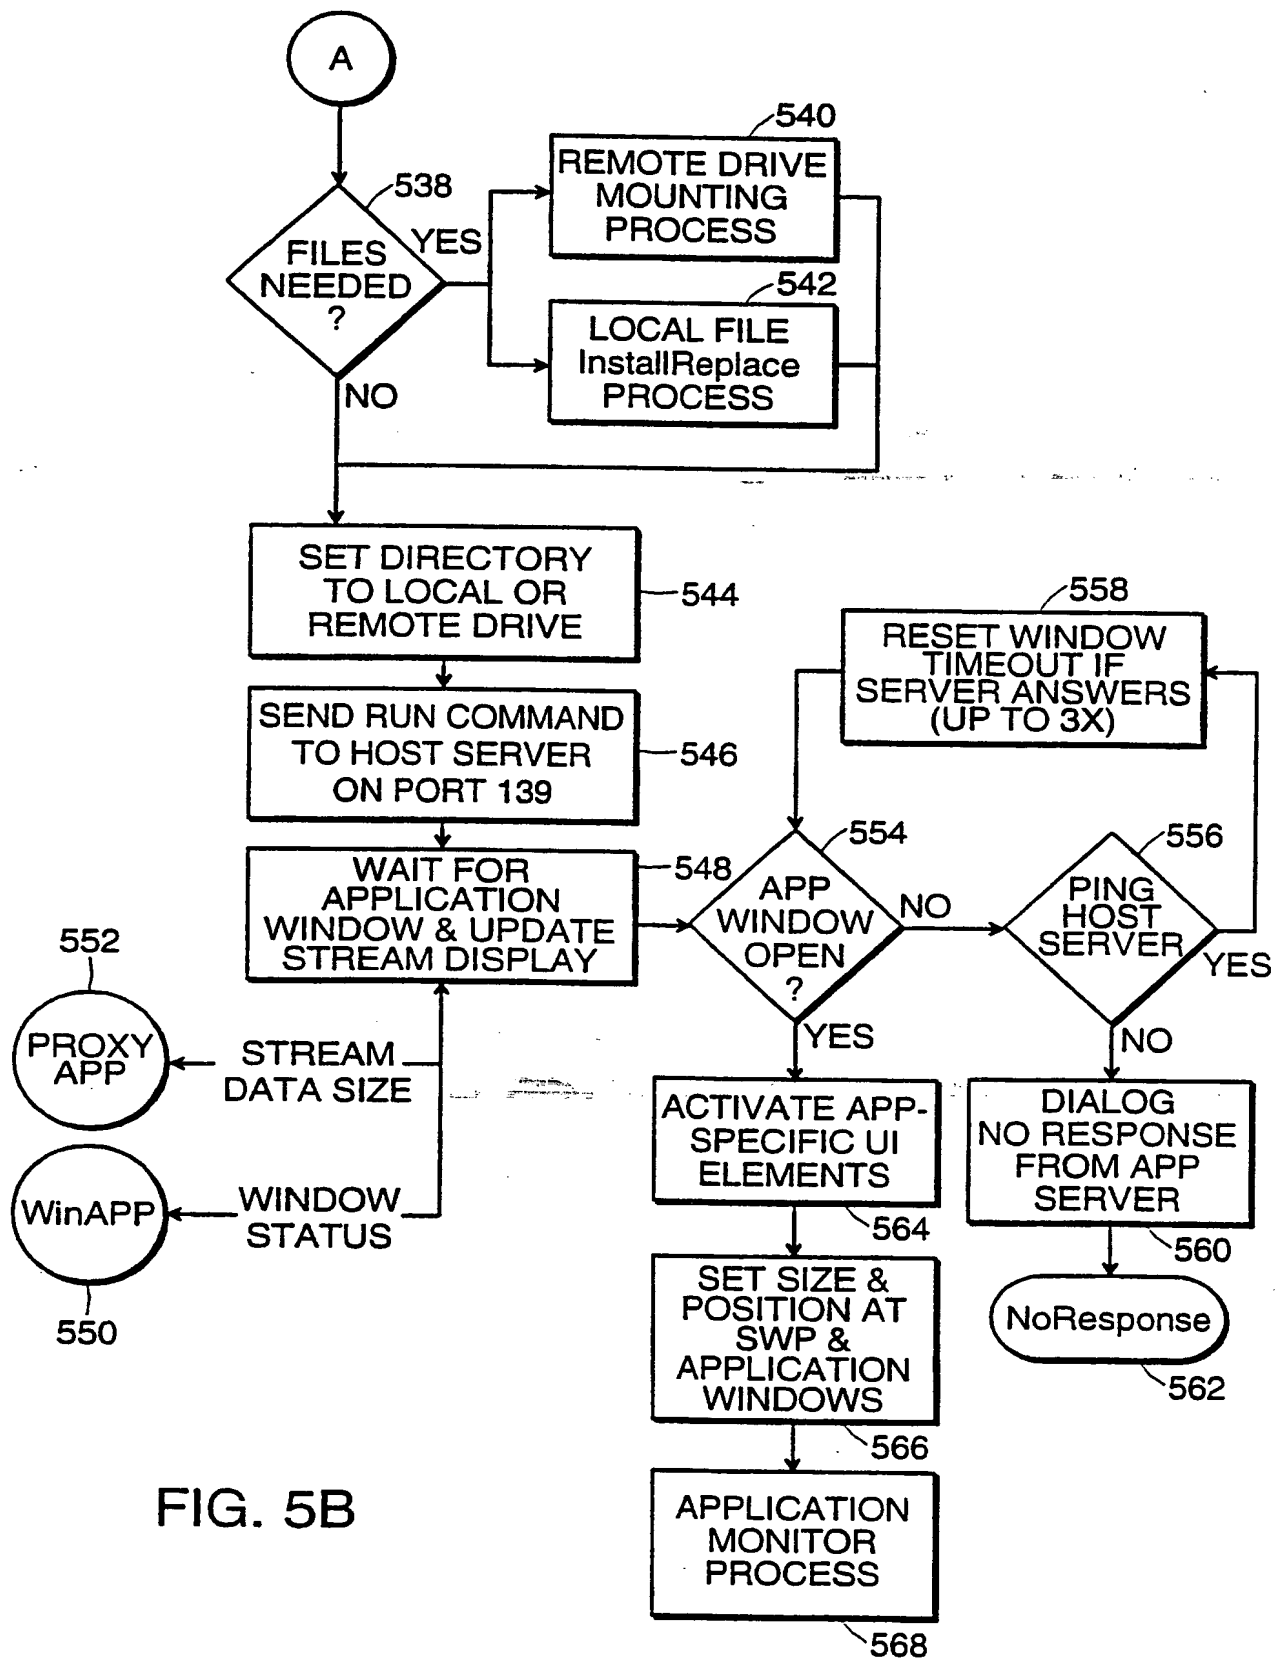 A
540
REMOTE DRIVE
MOUNTING
PROCESS
538
YES
FILES
NEEDED
?
542
LOCAL FILE
InstallReplace
PROCESS
NO
SET DIRECTORY
TO LOCAL OR
REMOTE DRIVE
544
558
RESET WINDOW
TIMEOUT IF
SERVER ANSWERS
(UP TO 3X)
SEND RUN COMMAND
TO HOST SERVER
ON PORT 139
546
WAIT FOR
APPLICATION
WINDOW & UPDATE
STREAM DISPLAY
548
554
APP
WINDOW
OPEN
?
NO
556
PING
HOST
SERVER
YES
552
PROXY
APP
STREAM
DATA SIZE
YES
NO
WinAPP
WINDOW
STATUS
550
ACTIVATE APP-
SPECIFIC UI
ELEMENTS
564
DIALOG
NO RESPONSE
FROM APP
SERVER
560
SET SIZE &
POSITION AT
SWP &
APPLICATION
WINDOWS
566
NoResponse
562
APPLICATION
MONITOR
PROCESS
568
FIG. 5B